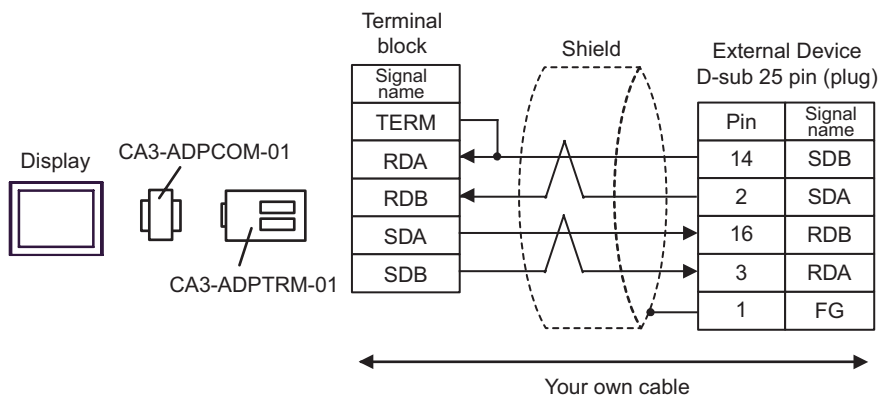 Display
CA3-ADPCOM-01
CA3-ADPTRM-01
Terminal
block
Signal
name
TERM
RDA
RDB
SDA
SDB
Shield
External Device
D-sub 25 pin (plug)
Pin Signal
name
14 SDB
2 SDA
16 RDB
3 RDA
1 FG
Your own cable